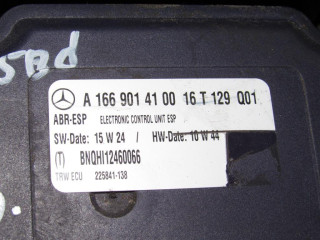 A 166 901 41 00 16 T 129 Q01
ABR-ESP ELECTRONIC CONTROL UNIT ESP
SW-Date: 15 W 24 / HW-Date: 10 W 44
(T) BNQHI12460066
TRW ECU 225841-138